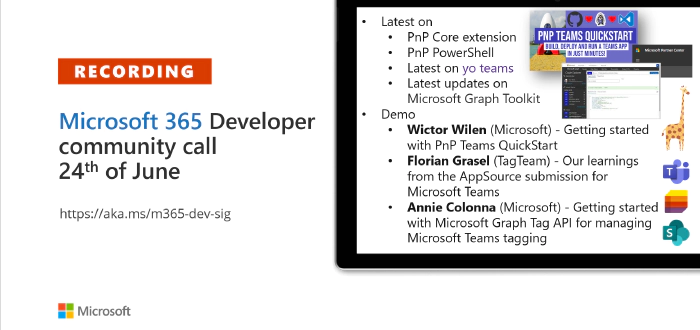 RECORDING
Microsoft 365 Developer
community call
24th of June
https://aka.ms/m365-dev-sig
Microsoft
• Latest on
• PnP Core extension
• PnP PowerShell
• Latest on yo teams
• Latest updates on
Microsoft Graph Toolkit
• Demo
• Wictor Wilen (Microsoft) - Getting started
with PnP Teams QuickStart
• Florian Grasel (TagTeam) - Our learnings
from the AppSource submission for
Microsoft Teams
• Annie Colonna (Microsoft) - Getting started
with Microsoft Graph Tag API for managing
Microsoft Teams tagging
PNP TEAMS QUICKSTART
BUILD, DEPLOY AND RUN A TEAMS APP
IN JUST MINUTES!
Microsoft Partner Center